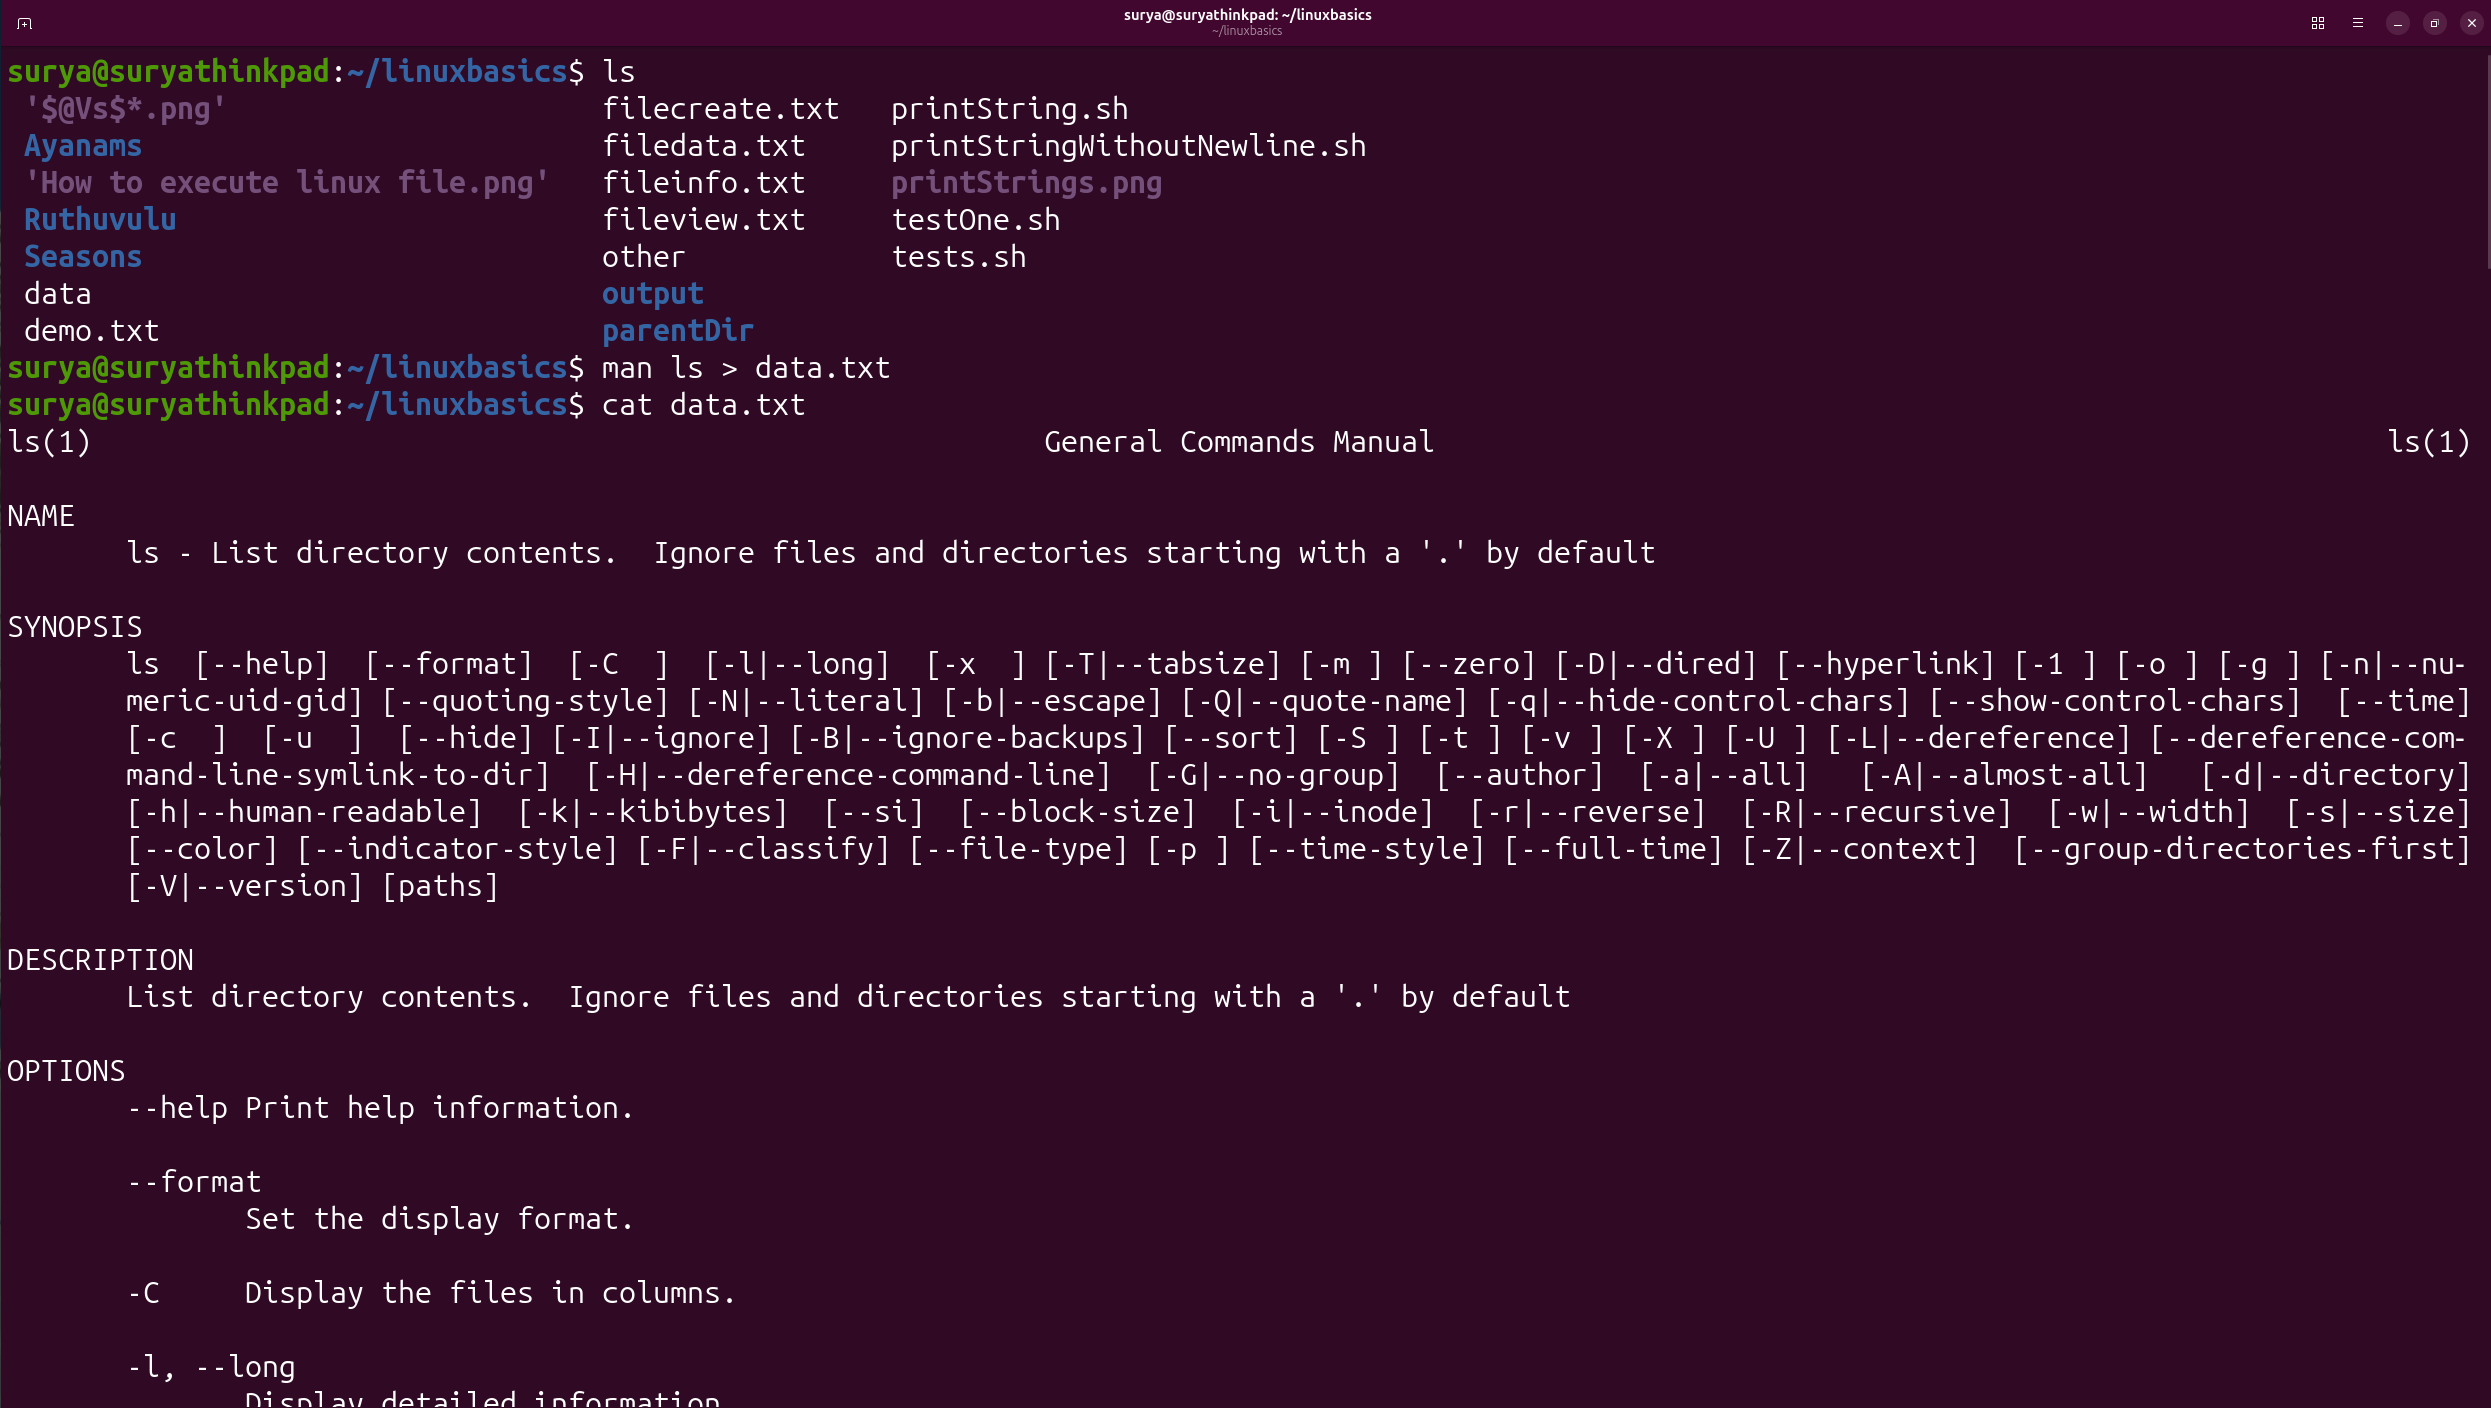 surya@suryathinkpad: ~/linuxbasics
~/linuxbasics
surya@suryathinkpad:~/linuxbasics$ ls
'$@Vs$*.png' filecreate.txt printString.sh
Ayanams filedata.txt printStringWithoutNewline.sh
'How to execute linux file.png' fileinfo.txt printStrings.png
Ruthuvulu fileview.txt testOne.sh
Seasons other tests.sh
data output
demo.txt parentDir
surya@suryathinkpad:~/linuxbasics$ man ls > data.txt
surya@suryathinkpad:~/linuxbasics$ cat data.txt
ls(1) General Commands Manual ls(1)
NAME
ls - List directory contents.  Ignore files and directories starting with a '.' by default
SYNOPSIS
ls  [--help]  [--format]  [-C  ]  [-l|--long]  [-x  ] [-T|--tabsize] [-m ] [--zero] [-D|--dired] [--hyperlink] [-1 ] [-o ] [-g ] [-n|--nu-
meric-uid-gid] [--quoting-style] [-N|--literal] [-b|--escape] [-Q|--quote-name] [-q|--hide-control-chars] [--show-control-chars]  [--time]
[-c  ]  [-u  ]  [--hide] [-I|--ignore] [-B|--ignore-backups] [--sort] [-S ] [-t ] [-v ] [-X ] [-U ] [-L|--dereference] [--dereference-com-
mand-line-symlink-to-dir]  [-H|--dereference-command-line]  [-G|--no-group]  [--author]  [-a|--all]   [-A|--almost-all]   [-d|--directory]
[-h|--human-readable]  [-k|--kibibytes]  [--si]  [--block-size]  [-i|--inode]  [-r|--reverse]  [-R|--recursive]  [-w|--width]  [-s|--size]
[--color] [--indicator-style] [-F|--classify] [--file-type] [-p ] [--time-style] [--full-time] [-Z|--context]  [--group-directories-first]
[-V|--version] [paths]
DESCRIPTION
List directory contents.  Ignore files and directories starting with a '.' by default
OPTIONS
--help Print help information.
--format
Set the display format.
-C     Display the files in columns.
-l, --long
Display detailed information